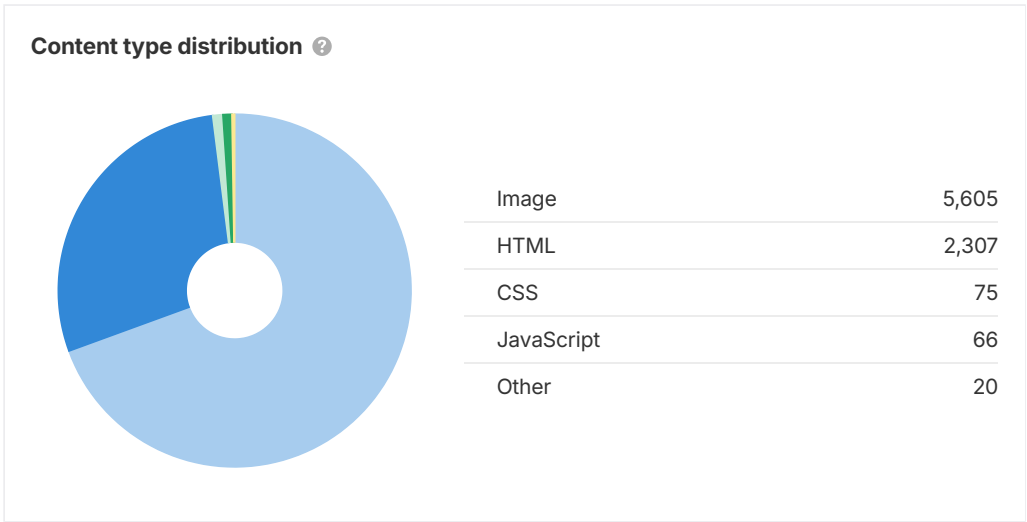 Content type distribution ?
Image 5,605
HTML 2,307
CSS 75
JavaScript 66
Other 20